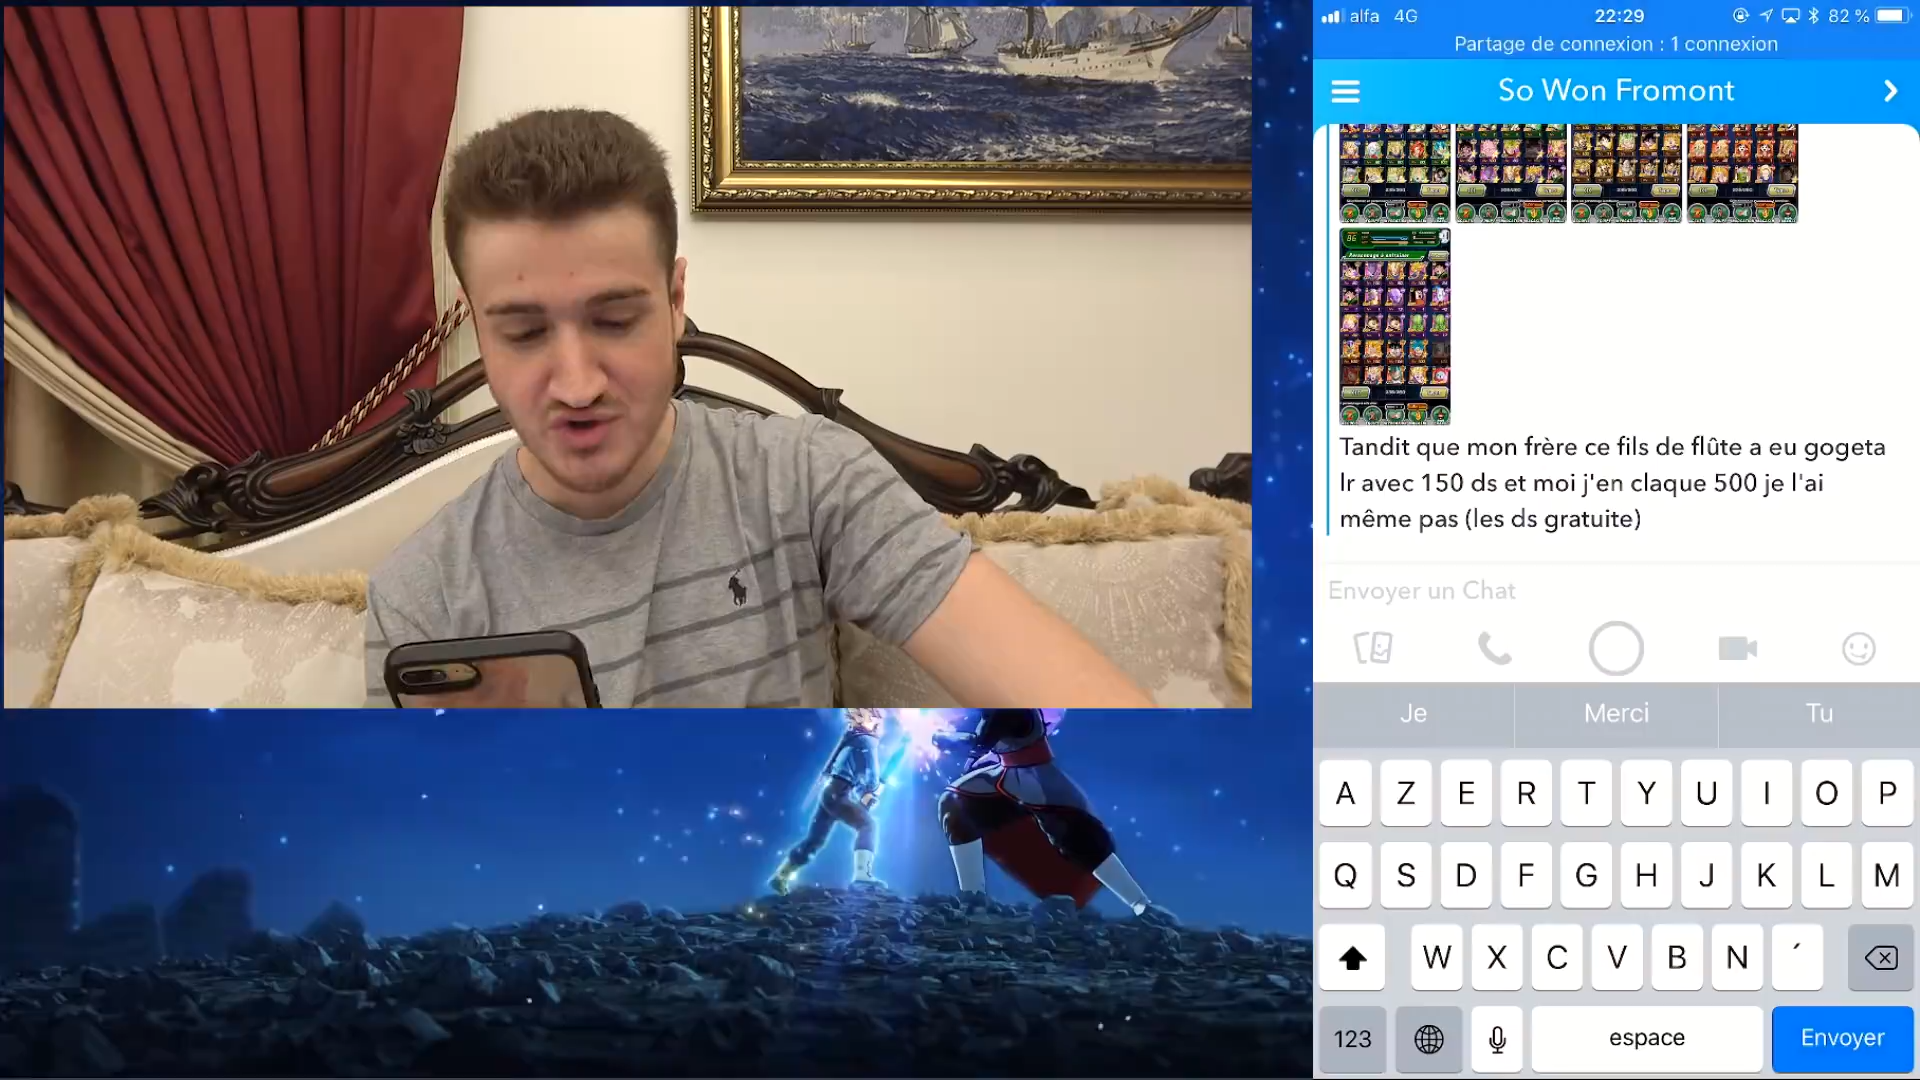 alfa 4G 22:29 82 %
Partage de connexion : 1 connexion
So Won Fromont
86
Tandit que mon frère ce fils de flûte a eu gogeta
lr avec 150 ds et moi j'en claque 500 je l'ai
même pas (les ds gratuite)
Envoyer un Chat
Je Merci Tu
A Z E R T Y U I O P
Q S D F G H J K L M
W X C V B N ´
123 espace Envoyer